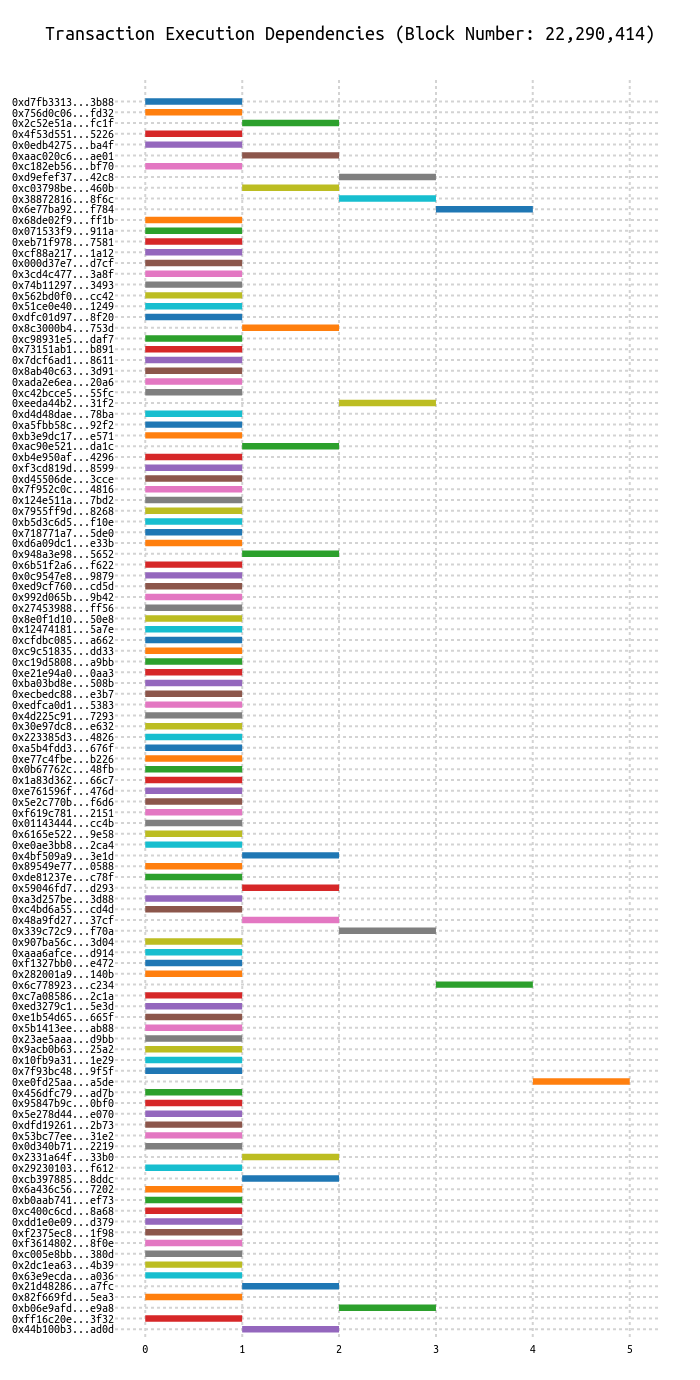 Transaction Execution Dependencies (Block Number: 22,290,414)
0xd7fb3313...3b88
0x756d0c06...fd32
0x2c52e51a...fc1f
0x4f53d551...5226
0x0edb4275...ba4f
0xaac020c6...ae01
0xc182eb56...bf70
0xd9efef37...42c8
0xc03798be...460b
0x38872816...8f6c
0x6e77ba92...f784
0x68de02f9...ff1b
0x071533f9...911a
0xeb71f978...7581
0xcf88a217...1a12
0x000d37e7...d7cf
0x3cd4c477...3a8f
0x74b11297...3493
0x562bd0f0...cc42
0x51ce0e40...1249
0xdfc01d97...8f20
0x8c3000b4...753d
0xc98931e5...daf7
0x73151ab1...b891
0x7dcf6ad1...8611
0x8ab40c63...3d91
0xada2e6ea...20a6
0xc42bcce5...55fc
0xeeda44b2...31f2
0xd4d48dae...78ba
0xa5fbb58c...92f2
0xb3e9dc17...e571
0xac90e521...da1c
0xb4e950af...4296
0xf3cd819d...8599
0xd45506de...3cce
0x7f952c0c...4816
0x124e511a...7bd2
0x7955ff9d...8268
0xb5d3c6d5...f10e
0x718771a7...5de0
0xd6a09dc1...e33b
0x948a3e98...5652
0x6b51f2a6...f622
0x0c9547e8...9879
0xed9cf760...cd5d
0x992d065b...9b42
0x27453988...ff56
0x8e0f1d10...50e8
0x12474181...5a7e
0xcfdbc085...a662
0xc9c51835...dd33
0xc19d5808...a9bb
0xe21e94a0...0aa3
0xba03bd8e...508b
0xecbedc88...e3b7
0xedfca0d1...5383
0x4d225c91...7293
0x30e97dc8...e632
0x223385d3...4826
0xa5b4fdd3...676f
0xe77c4fbe...b226
0x0b67762c...48fb
0x1a83d362...66c7
0xe761596f...476d
0x5e2c770b...f6d6
0xf619c781...2151
0x01143444...cc4b
0x6165e522...9e58
0xe0ae3bb8...2ca4
0x4bf509a9...3e1d
0x89549e77...0588
0xde81237e...c78f
0x59046fd7...d293
0xa3d257be...3d88
0xc4bd6a55...cd4d
0x48a9fd27...37cf
0x339c72c9...f70a
0x907ba56c...3d04
0xaaa6afce...d914
0xf1327bb0...e472
0x282001a9...140b
0x6c778923...c234
0xc7a08586...2c1a
0xed3279c1...5e3d
0xe1b54d65...665f
0x5b1413ee...ab88
0x23ae5aaa...d9bb
0x9acb0b63...25a2
0x10fb9a31...1e29
0x7f93bc48...9f5f
0xe0fd25aa...a5de
0x456dfc79...ad7b
0x95847b9c...0bf0
0x5e278d44...e070
0xdfd19261...2b73
0x53bc77ee...31e2
0x0d340b71...2219
0x2331a64f...33b0
0x29230103...f612
0xcb397885...8ddc
0x6a436c56...7202
0xb0aab741...ef73
0xc400c6cd...8a68
0xdd1e0e09...d379
0xf2375ec8...1f98
0xf3614802...8f0e
0xc005e8bb...380d
0x2dc1ea63...4b39
0x63e9ecda...a036
0x21d48286...a7fc
0x82f669fd...5ea3
0xb06e9afd...e9a8
0xff16c20e...3f32
0x44b100b3...ad0d
0 1 2 3 4 5